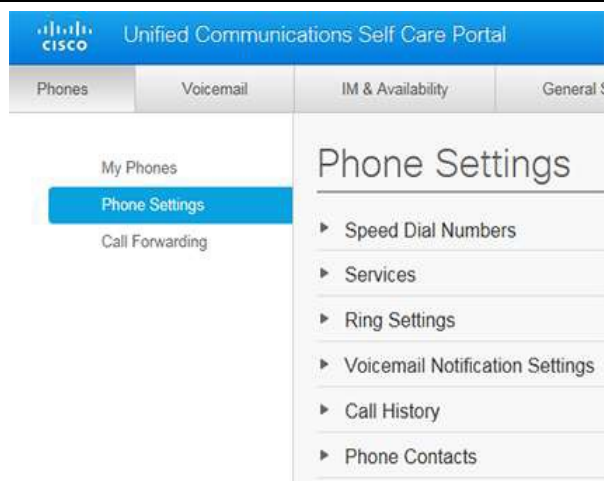 cisco
Unified Communications Self Care Portal
Phones
Voicemail
IM & Availability
General
My Phones
Phone Settings
Call Forwarding
Phone Settings
Speed Dial Numbers
Services
Ring Settings
Voicemail Notification Settings
Call History
Phone Contacts